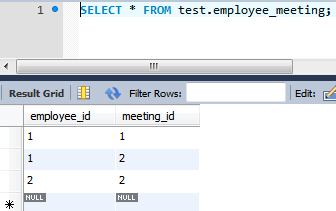 1 SELECT * FROM test.employee_meeting;
Result Grid Filter Rows: Edit:
employee_id meeting_id
1 1
1 2
2 2
NULL NULL